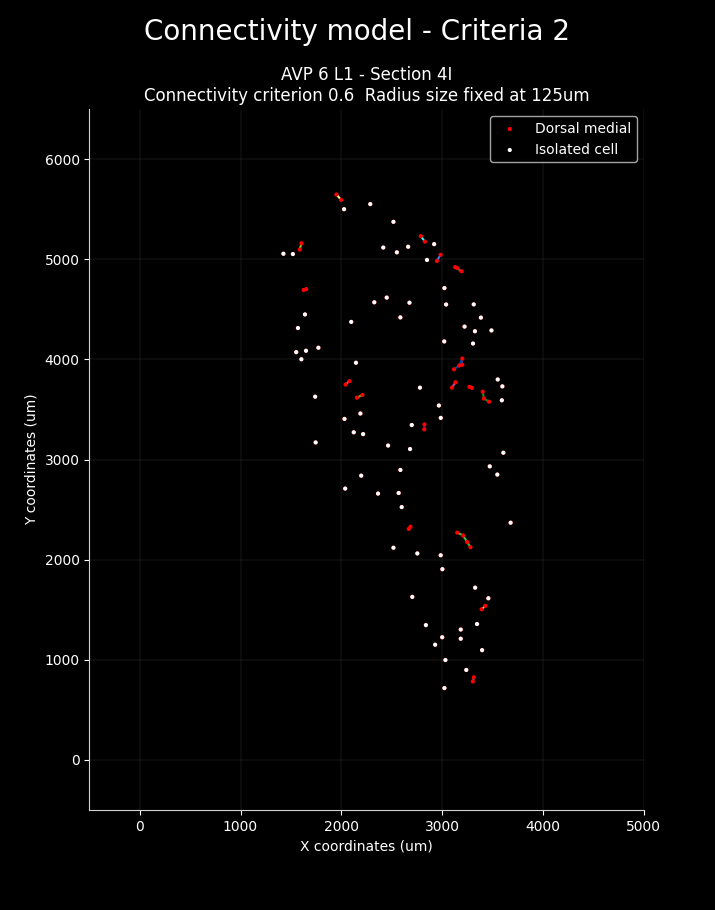 Connectivity model - Criteria 2
AVP 6 L1 - Section 4I
Connectivity criterion 0.6  Radius size fixed at 125um
Dorsal medial
Isolated cell
Y coordinates (um)
6000
5000
4000
3000
2000
1000
0
0 1000 2000 3000 4000 5000
X coordinates (um)